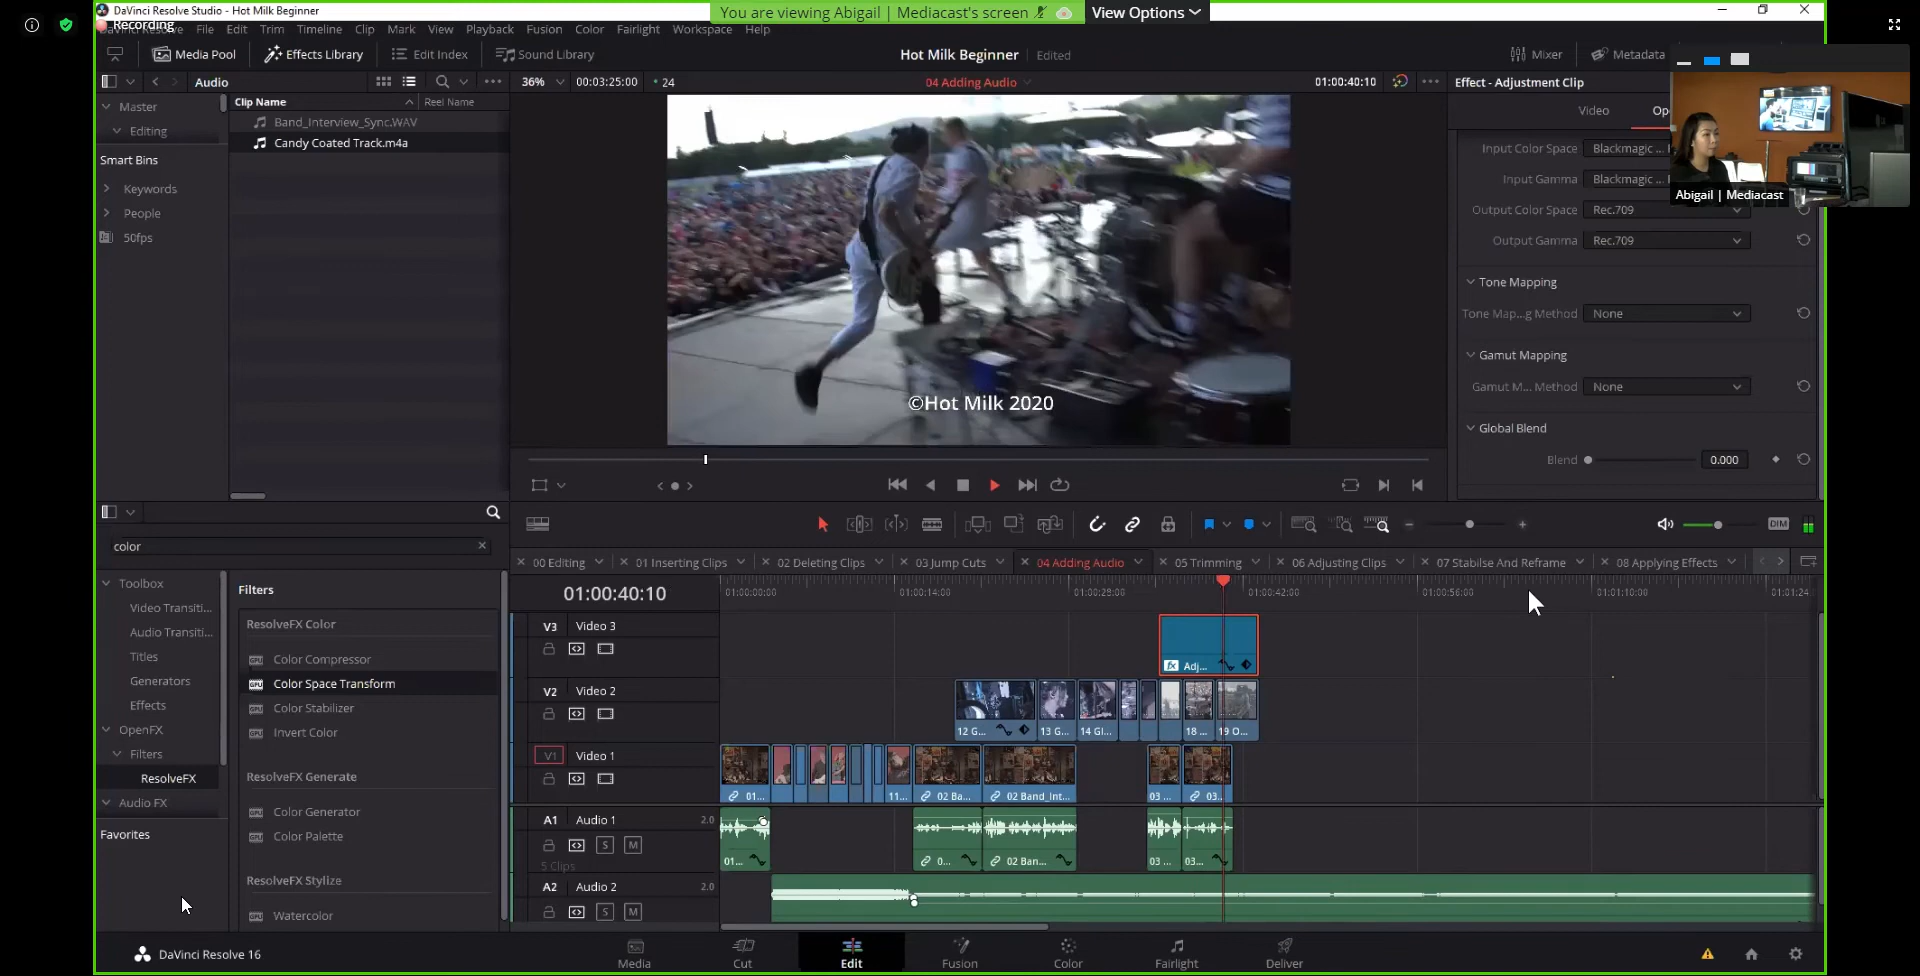 DaVinci Resolve Studio - Hot Milk Beginner
You are viewing Abigail | Mediacast's screen
View Options
Recording
DaVinci Resolve File Edit Trim Timeline Clip Mark View Playback Fusion Color Fairlight Workspace Help
Media Pool Effects Library Edit Index Sound Library
Hot Milk Beginner Edited
Mixer Metadata
Audio
36% 00:03:25:00 24
04 Adding Audio
01:00:40:10
Effect - Adjustment Clip
Master
Editing
Smart Bins
Keywords
People
50fps
Clip Name Reel Name
Band_Interview_Sync.WAV
Candy Coated Track.m4a
©Hot Milk 2020
Video Op
Input Color Space Blackmagic ...
Input Gamma Blackmagic ...
Output Color Space Rec.709
Output Gamma Rec.709
Tone Mapping
Tone Map...g Method None
Gamut Mapping
Gamut M... Method None
Global Blend
Blend 0.000
Abigail | Mediacast
color
Toolbox
Video Transiti...
Audio Transiti...
Titles
Generators
Effects
OpenFX
Filters
ResolveFX
Audio FX
Favorites
Filters
ResolveFX Color
Color Compressor
Color Space Transform
Color Stabilizer
Invert Color
ResolveFX Generate
Color Generator
Color Palette
ResolveFX Stylize
Watercolor
DIM
00 Editing 01 Inserting Clips 02 Deleting Clips 03 Jump Cuts 04 Adding Audio 05 Trimming 06 Adjusting Clips 07 Stabilse And Reframe 08 Applying Effects
01:00:40:10
01:00:00:00 01:00:14:00 01:00:28:00 01:00:42:00 01:00:56:00 01:01:10:00 01:01:24
V3 Video 3
fx Adj...
V2 Video 2
12 G... 13 G... 14 Gl... 18 ... 19 O...
V1 Video 1
01... 11... 02 Ba... 02 Band_Int... 03 ... 03...
A1 Audio 1 2.0
S M
5 Clips
01... 0... 02 Ban... 03 ... 03...
A2 Audio 2 2.0
S M
DaVinci Resolve 16
Media Cut Edit Fusion Color Fairlight Deliver